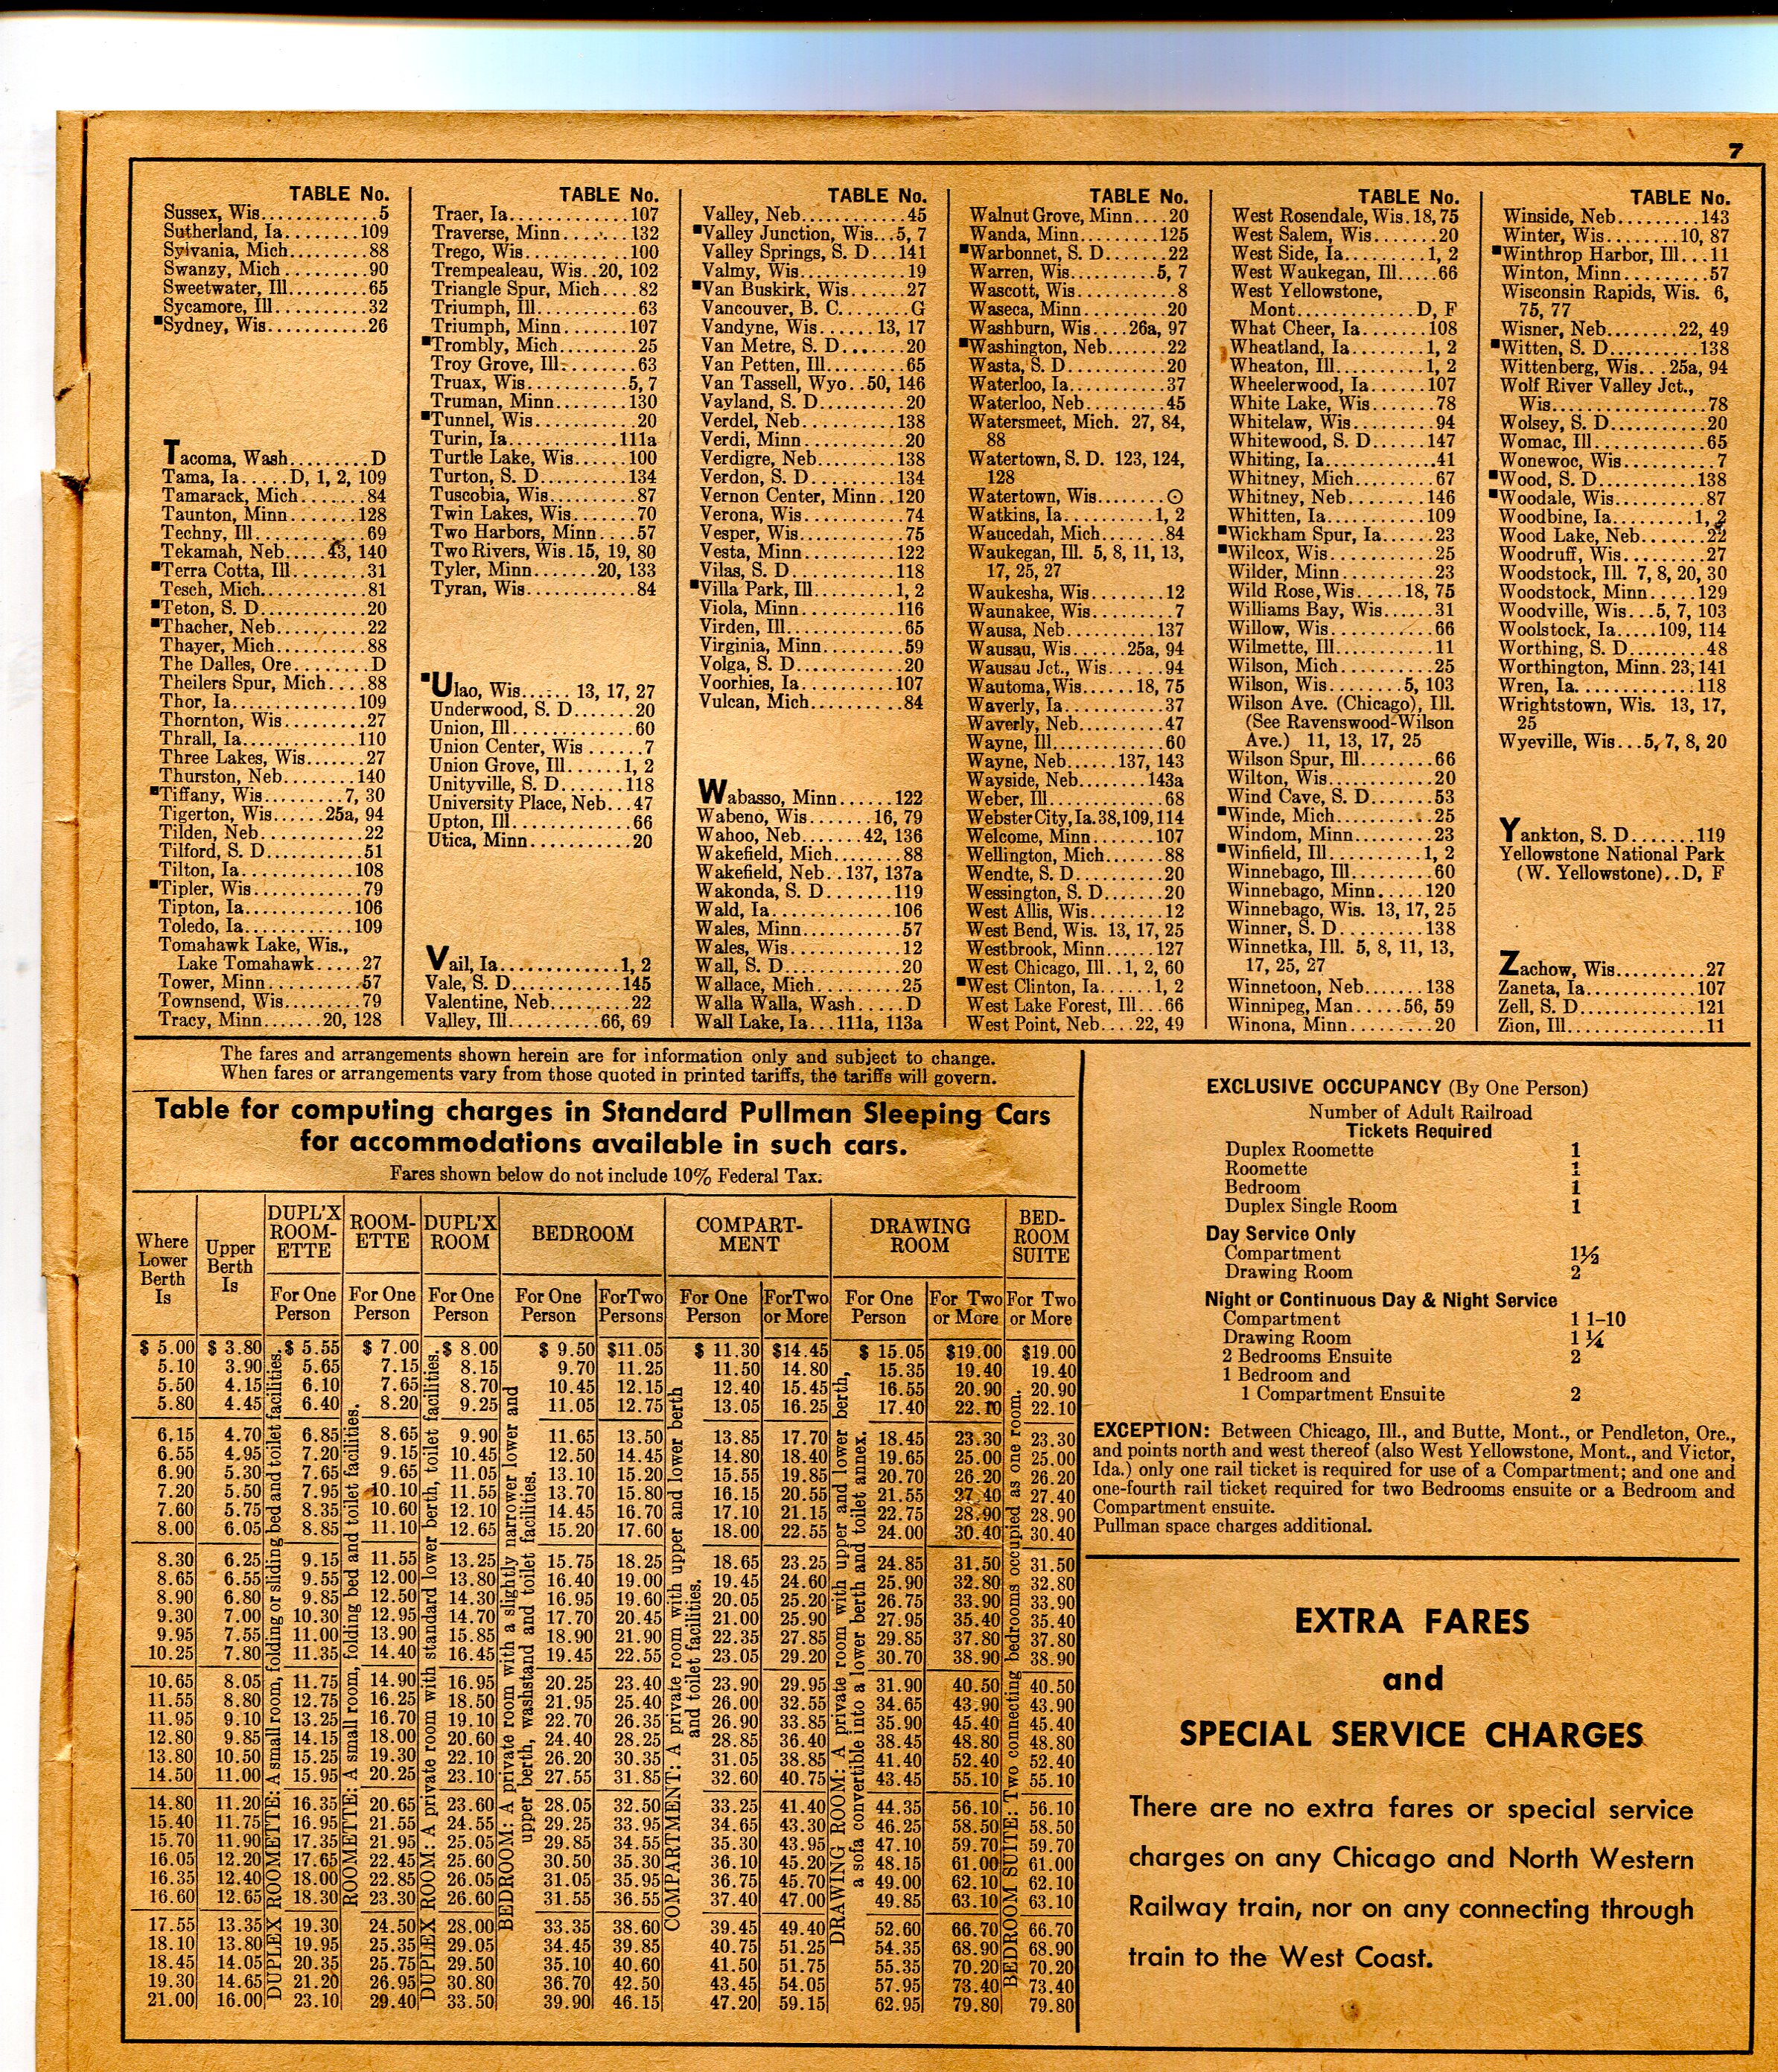 7
TABLE No.
Sussex, Wis............5
Sutherland, Ia........109
Sylvania, Mich........88
Swanzy, Mich.........90
Sweetwater, Ill........65
Sycamore, Ill..........32
■Sydney, Wis..........26
Tacoma, Wash........D
Tama, Ia.....D, 1, 2, 109
Tamarack, Mich.......84
Taunton, Minn.......128
Techny, Ill............69
Tekamah, Neb.....43, 140
■Terra Cotta, Ill........31
Tesch, Mich...........81
■Teton, S. D...........20
■Thacher, Neb..........22
Thayer, Mich..........88
The Dalles, Ore........D
Theilers Spur, Mich....88
Thor, Ia..............109
Thornton, Wis.........27
Thrall, Ia.............110
Three Lakes, Wis.......27
Thurston, Neb........140
■Tiffany, Wis........7, 30
Tigerton, Wis......25a, 94
Tilden, Neb...........22
Tilford, S. D..........51
Tilton, Ia.............108
■Tipler, Wis...........79
Tipton, Ia............106
Toledo, Ia............109
Tomahawk Lake, Wis.,
Lake Tomahawk.....27
Tower, Minn..........57
Townsend, Wis........79
Tracy, Minn.......20, 128
TABLE No.
Traer, Ia.............107
Traverse, Minn.......132
Trego, Wis...........100
Trempealeau, Wis..20, 102
Triangle Spur, Mich....82
Triumph, Ill..........63
Triumph, Minn.......107
■Trombly, Mich........25
Troy Grove, Ill........63
Truax, Wis..........5, 7
Truman, Minn.......130
■Tunnel, Wis..........20
Turin, Ia............111a
Turtle Lake, Wis......100
Turton, S. D.........134
Tuscobia, Wis.........87
Twin Lakes, Wis.......70
Two Harbors, Minn....57
Two Rivers, Wis. 15, 19, 80
Tyler, Minn.......20, 133
Tyran, Wis...........84
■Ulao, Wis...... 13, 17, 27
Underwood, S. D.......20
Union, Ill.............60
Union Center, Wis......7
Union Grove, Ill......1, 2
Unityville, S. D.......118
University Place, Neb...47
Upton, Ill............66
Utica, Minn...........20
Vail, Ia.............1, 2
Vale, S. D...........145
Valentine, Neb........22
Valley, Ill..........66, 69
TABLE No.
Valley, Neb...........45
■Valley Junction, Wis...5, 7
Valley Springs, S. D...141
Valmy, Wis...........19
■Van Buskirk, Wis......27
Vancouver, B. C........G
Vandyne, Wis......13, 17
Van Metre, S. D.......20
Van Petten, Ill........65
Van Tassell, Wyo..50, 146
Vayland, S. D.........20
Verdel, Neb..........138
Verdi, Minn..........20
Verdigre, Neb........138
Verdon, S. D.........134
Vernon Center, Minn..120
Verona, Wis..........74
Vesper, Wis...........75
Vesta, Minn.........122
Vilas, S. D...........118
■Villa Park, Ill........1, 2
Viola, Minn..........116
Virden, Ill............65
Virginia, Minn........59
Volga, S. D...........20
Voorhies, Ia.........107
Vulcan, Mich.........84
Wabasso, Minn......122
Wabeno, Wis.......16, 79
Wahoo, Neb.......42, 136
Wakefield, Mich.......88
Wakefield, Neb..137, 137a
Wakonda, S. D.......119
Wald, Ia.............106
Wales, Minn..........57
Wales, Wis...........12
Wall, S. D............20
Wallace, Mich.........25
Walla Walla, Wash.....D
Wall Lake, Ia...111a, 113a
TABLE No.
Walnut Grove, Minn....20
Wanda, Minn.........125
■Warbonnet, S. D.......22
Warren, Wis.........5, 7
Wascott, Wis..........8
Waseca, Minn.........20
Washburn, Wis....26a, 97
■Washington, Neb.......22
Wasta, S. D...........20
Waterloo, Ia..........37
Waterloo, Neb.........45
Watersmeet, Mich. 27, 84,
88
Watertown, S. D. 123, 124,
128
Watertown, Wis........⊙
Watkins, Ia..........1, 2
Waucedah, Mich.......84
Waukegan, Ill. 5, 8, 11, 13,
17, 25, 27
Waukesha, Wis........12
Waunakee, Wis........7
Wausa, Neb..........137
Wausau, Wis......25a, 94
Wausau Jct., Wis......94
Wautoma, Wis......18, 75
Waverly, Ia...........37
Waverly, Neb.........47
Wayne, Ill............60
Wayne, Neb......137, 143
Wayside, Neb........143a
Weber, Ill.............68
Webster City, Ia. 38, 109, 114
Welcome, Minn.......107
Wellington, Mich.......88
Wendte, S. D..........20
Wessington, S. D.......20
West Allis, Wis........12
West Bend, Wis. 13, 17, 25
Westbrook, Minn.....127
West Chicago, Ill..1, 2, 60
■West Clinton, Ia......1, 2
West Lake Forest, Ill...66
West Point, Neb....22, 49
TABLE No.
West Rosendale, Wis. 18, 75
West Salem, Wis.......20
West Side, Ia.........1, 2
West Waukegan, Ill.....66
West Yellowstone,
Mont.............D, F
What Cheer, Ia.......108
Wheatland, Ia........1, 2
Wheaton, Ill.........1, 2
Wheelerwood, Ia......107
White Lake, Wis.......78
Whitelaw, Wis.........94
Whitewood, S. D......147
Whiting, Ia...........41
Whitney, Mich........67
Whitney, Neb........146
Whitten, Ia..........109
■Wickham Spur, Ia......23
■Wilcox, Wis...........25
Wilder, Minn..........23
Wild Rose, Wis.....18, 75
Williams Bay, Wis......31
Willow, Wis...........66
Wilmette, Ill..........11
Wilson, Mich..........25
Wilson, Wis........5, 103
Wilson Ave. (Chicago), Ill.
(See Ravenswood-Wilson
Ave.) 11, 13, 17, 25
Wilson Spur, Ill........66
Wilton, Wis...........20
Wind Cave, S. D.......53
■Winde, Mich..........25
Windom, Minn........23
■Winfield, Ill..........1, 2
Winnebago, Ill.........60
Winnebago, Minn.....120
Winnebago, Wis. 13, 17, 25
Winner, S. D.........138
Winnetka, Ill. 5, 8, 11, 13,
17, 25, 27
Winnetoon, Neb......138
Winnipeg, Man.....56, 59
Winona, Minn.........20
TABLE No.
Winside, Neb.........143
Winter, Wis.......10, 87
■Winthrop Harbor, Ill...11
Winton, Minn.........57
Wisconsin Rapids, Wis. 6,
75, 77
Wisner, Neb.......22, 49
■Witten, S. D.........138
Wittenberg, Wis...25a, 94
Wolf River Valley Jct.,
Wis................78
Wolsey, S. D..........20
Womac, Ill............65
Wonewoc, Wis..........7
■Wood, S. D..........138
■Woodale, Wis.........87
Woodbine, Ia........1, 2
Wood Lake, Neb.......22
Woodruff, Wis.........27
Woodstock, Ill. 7, 8, 20, 30
Woodstock, Minn.....129
Woodville, Wis...5, 7, 103
Woolstock, Ia.....109, 114
Worthing, S. D........48
Worthington, Minn. 23, 141
Wren, Ia.............118
Wrightstown, Wis. 13, 17,
25
Wyeville, Wis...5, 7, 8, 20
Yankton, S. D.......119
Yellowstone National Park
(W. Yellowstone)..D, F
Zachow, Wis..........27
Zaneta, Ia...........107
Zell, S. D............121
Zion, Ill..............11
The fares and arrangements shown herein are for information only and subject to change.
When fares or arrangements vary from those quoted in printed tariffs, the tariffs will govern.
Table for computing charges in Standard Pullman Sleeping Cars
for accommodations available in such cars.
Fares shown below do not include 10% Federal Tax.
Where Lower Berth Is | Upper Berth Is | DUPL'X ROOM-ETTE | ROOM-ETTE | DUPL'X ROOM | BEDROOM | COMPART-MENT | DRAWING ROOM | BED-ROOM SUITE
For One Person | For One Person | For One Person | For One Person | For Two Persons | For One Person | For Two or More | For One Person | For Two or More | For Two or More
$ 5.00 $ 3.80 $ 5.55 $ 7.00 $ 8.00 $ 9.50 $11.05 $ 11.30 $14.45 $ 15.05 $19.00 $19.00
5.10 3.90 5.65 7.15 8.15 9.70 11.25 11.50 14.80 15.35 19.40 19.40
5.50 4.15 6.10 7.65 8.70 10.45 12.15 12.40 15.45 16.55 20.90 20.90
5.80 4.45 6.40 8.20 9.25 11.05 12.75 13.05 16.25 17.40 22.10 22.10
6.15 4.70 6.85 8.65 9.90 11.65 13.50 13.85 17.70 18.45 23.30 23.30
6.55 4.95 7.20 9.15 10.45 12.50 14.45 14.80 18.40 19.65 25.00 25.00
6.90 5.30 7.65 9.65 11.05 13.10 15.20 15.55 19.85 20.70 26.20 26.20
7.20 5.50 7.95 10.10 11.55 13.70 15.80 16.15 20.55 21.55 27.40 27.40
7.60 5.75 8.35 10.60 12.10 14.45 16.70 17.10 21.15 22.75 28.90 28.90
8.00 6.05 8.85 11.10 12.65 15.20 17.60 18.00 22.55 24.00 30.40 30.40
8.30 6.25 9.15 11.55 13.25 15.75 18.25 18.65 23.25 24.85 31.50 31.50
8.65 6.55 9.55 12.00 13.80 16.40 19.00 19.45 24.60 25.90 32.80 32.80
8.90 6.80 9.85 12.50 14.30 16.95 19.60 20.05 25.20 26.75 33.90 33.90
9.30 7.00 10.30 12.95 14.70 17.70 20.45 21.00 25.90 27.95 35.40 35.40
9.95 7.55 11.00 13.90 15.85 18.90 21.90 22.35 27.85 29.85 37.80 37.80
10.25 7.80 11.35 14.40 16.45 19.45 22.55 23.05 29.20 30.70 38.90 38.90
10.65 8.05 11.75 14.90 16.95 20.25 23.40 23.90 29.95 31.90 40.50 40.50
11.55 8.80 12.75 16.25 18.50 21.95 25.40 26.00 32.55 34.65 43.90 43.90
11.95 9.10 13.25 16.70 19.10 22.70 26.35 26.90 33.85 35.90 45.40 45.40
12.80 9.85 14.15 18.00 20.60 24.40 28.25 28.85 36.40 38.45 48.80 48.80
13.80 10.50 15.25 19.30 22.10 26.20 30.35 31.05 38.85 41.40 52.40 52.40
14.50 11.00 15.95 20.25 23.10 27.55 31.85 32.60 40.75 43.45 55.10 55.10
14.80 11.20 16.35 20.65 23.60 28.05 32.50 33.25 41.40 44.35 56.10 56.10
15.40 11.75 16.95 21.55 24.55 29.25 33.95 34.65 43.30 46.25 58.50 58.50
15.70 11.90 17.35 21.95 25.05 29.85 34.55 35.30 43.95 47.10 59.70 59.70
16.05 12.20 17.65 22.45 25.60 30.50 35.30 36.10 45.20 48.15 61.00 61.00
16.35 12.40 18.00 22.85 26.05 31.05 35.95 36.75 45.70 49.00 62.10 62.10
16.60 12.65 18.30 23.30 26.60 31.55 36.55 37.40 47.00 49.85 63.10 63.10
17.55 13.35 19.30 24.50 28.00 33.35 38.60 39.45 49.40 52.60 66.70 66.70
18.10 13.80 19.95 25.35 29.05 34.45 39.85 40.75 51.25 54.35 68.90 68.90
18.45 14.05 20.35 25.75 29.50 35.10 40.60 41.50 51.75 55.35 70.20 70.20
19.30 14.65 21.20 26.95 30.80 36.70 42.50 43.45 54.05 57.95 73.40 73.40
21.00 16.00 23.10 29.40 33.50 39.90 46.15 47.20 59.15 62.95 79.80 79.80
DUPLEX ROOMETTE: A small room, folding or sliding bed and toilet facilities.
ROOMETTE: A small room, folding bed and toilet facilities.
DUPLEX ROOM: A private room with standard lower berth, toilet facilities.
BEDROOM: A private room with a slightly narrower lower and
upper berth, washstand and toilet facilities.
COMPARTMENT: A private room with upper and lower berth
and toilet facilities.
DRAWING ROOM: A private room with upper and lower berth,
a sofa convertible into a lower berth and toilet annex.
BEDROOM SUITE: Two connecting bedrooms occupied as one room.
EXCLUSIVE OCCUPANCY (By One Person)
Number of Adult Railroad
Tickets Required
Duplex Roomette 1
Roomette 1
Bedroom 1
Duplex Single Room 1
Day Service Only
Compartment 1½
Drawing Room 2
Night or Continuous Day & Night Service
Compartment 1 1-10
Drawing Room 1 ¼
2 Bedrooms Ensuite 2
1 Bedroom and
1 Compartment Ensuite 2
EXCEPTION: Between Chicago, Ill., and Butte, Mont., or Pendleton, Ore.,
and points north and west thereof (also West Yellowstone, Mont., and Victor,
Ida.) only one rail ticket is required for use of a Compartment; and one and
one-fourth rail ticket required for two Bedrooms ensuite or a Bedroom and
Compartment ensuite.
Pullman space charges additional.
EXTRA FARES
and
SPECIAL SERVICE CHARGES
There are no extra fares or special service
charges on any Chicago and North Western
Railway train, nor on any connecting through
train to the West Coast.